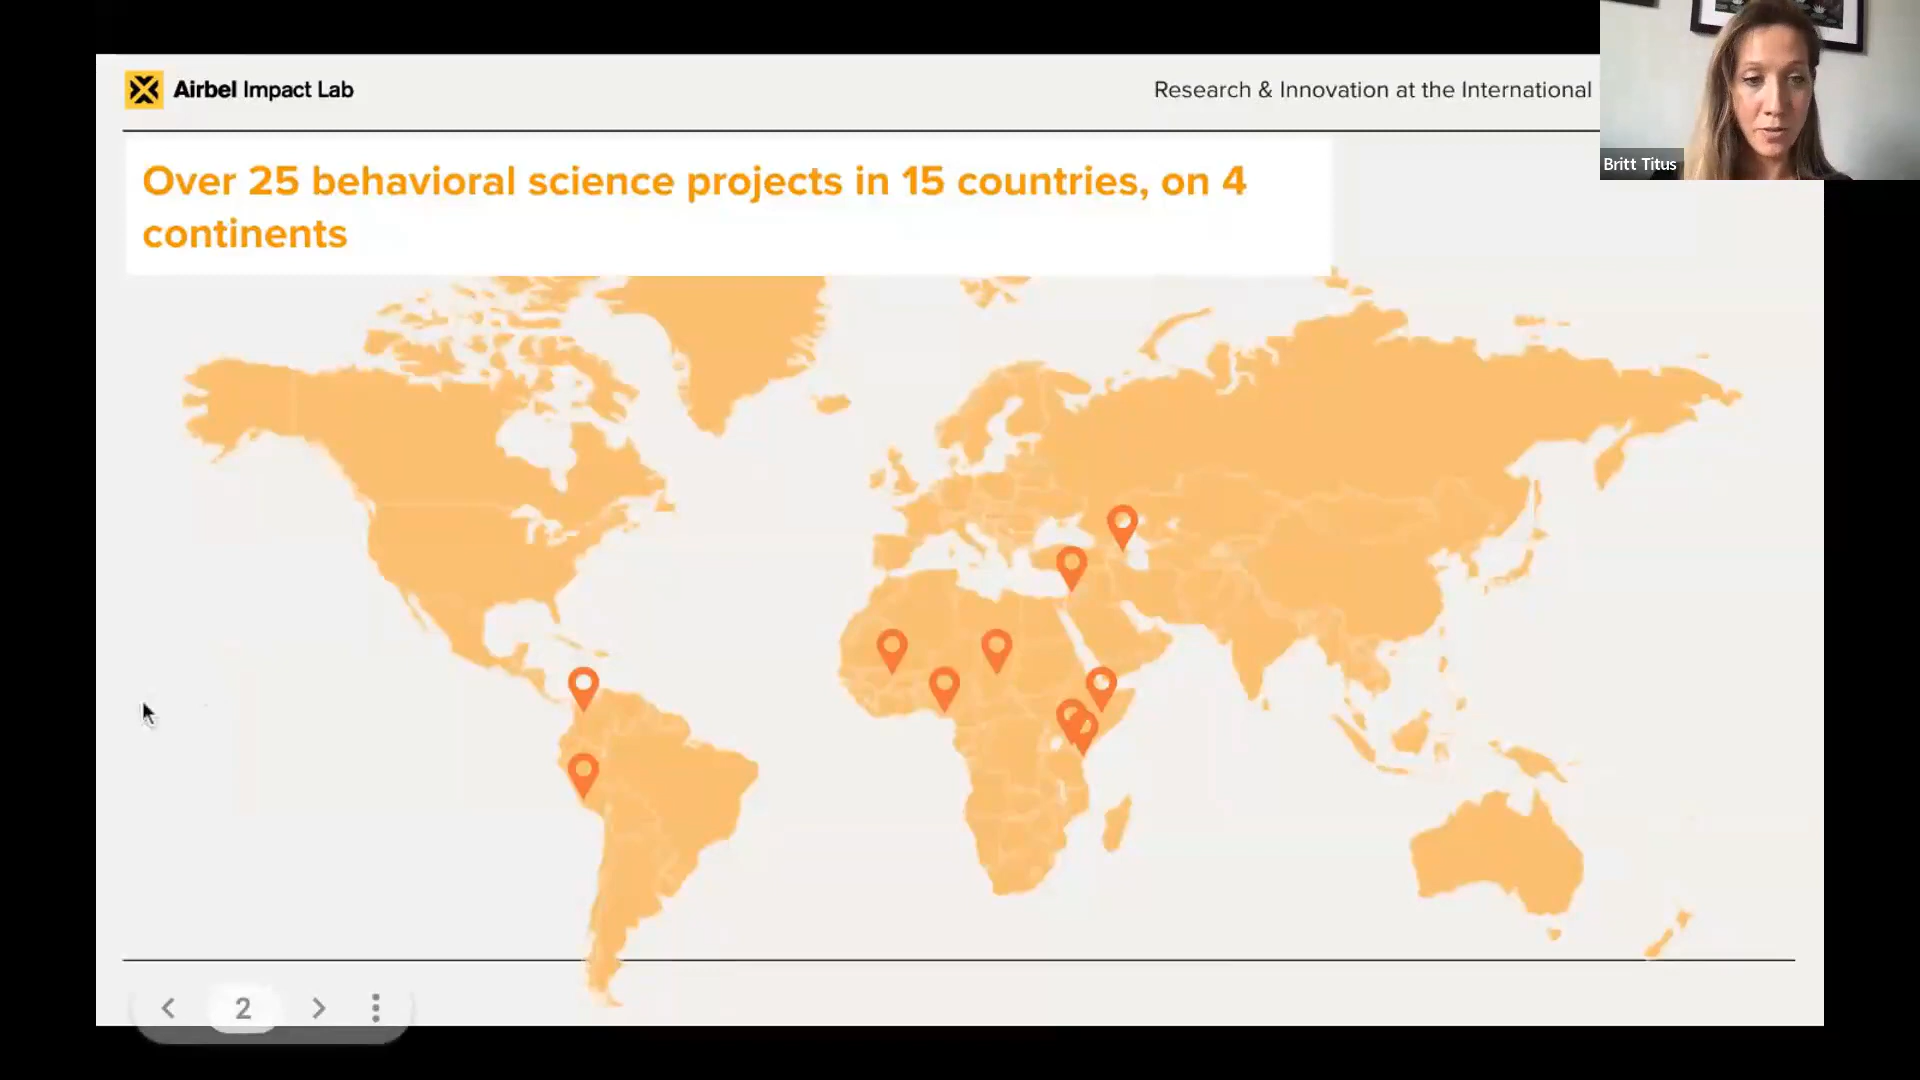 Airbel Impact Lab
Research & Innovation at the International
Britt Titus
Over 25 behavioral science projects in 15 countries, on 4
continents
2